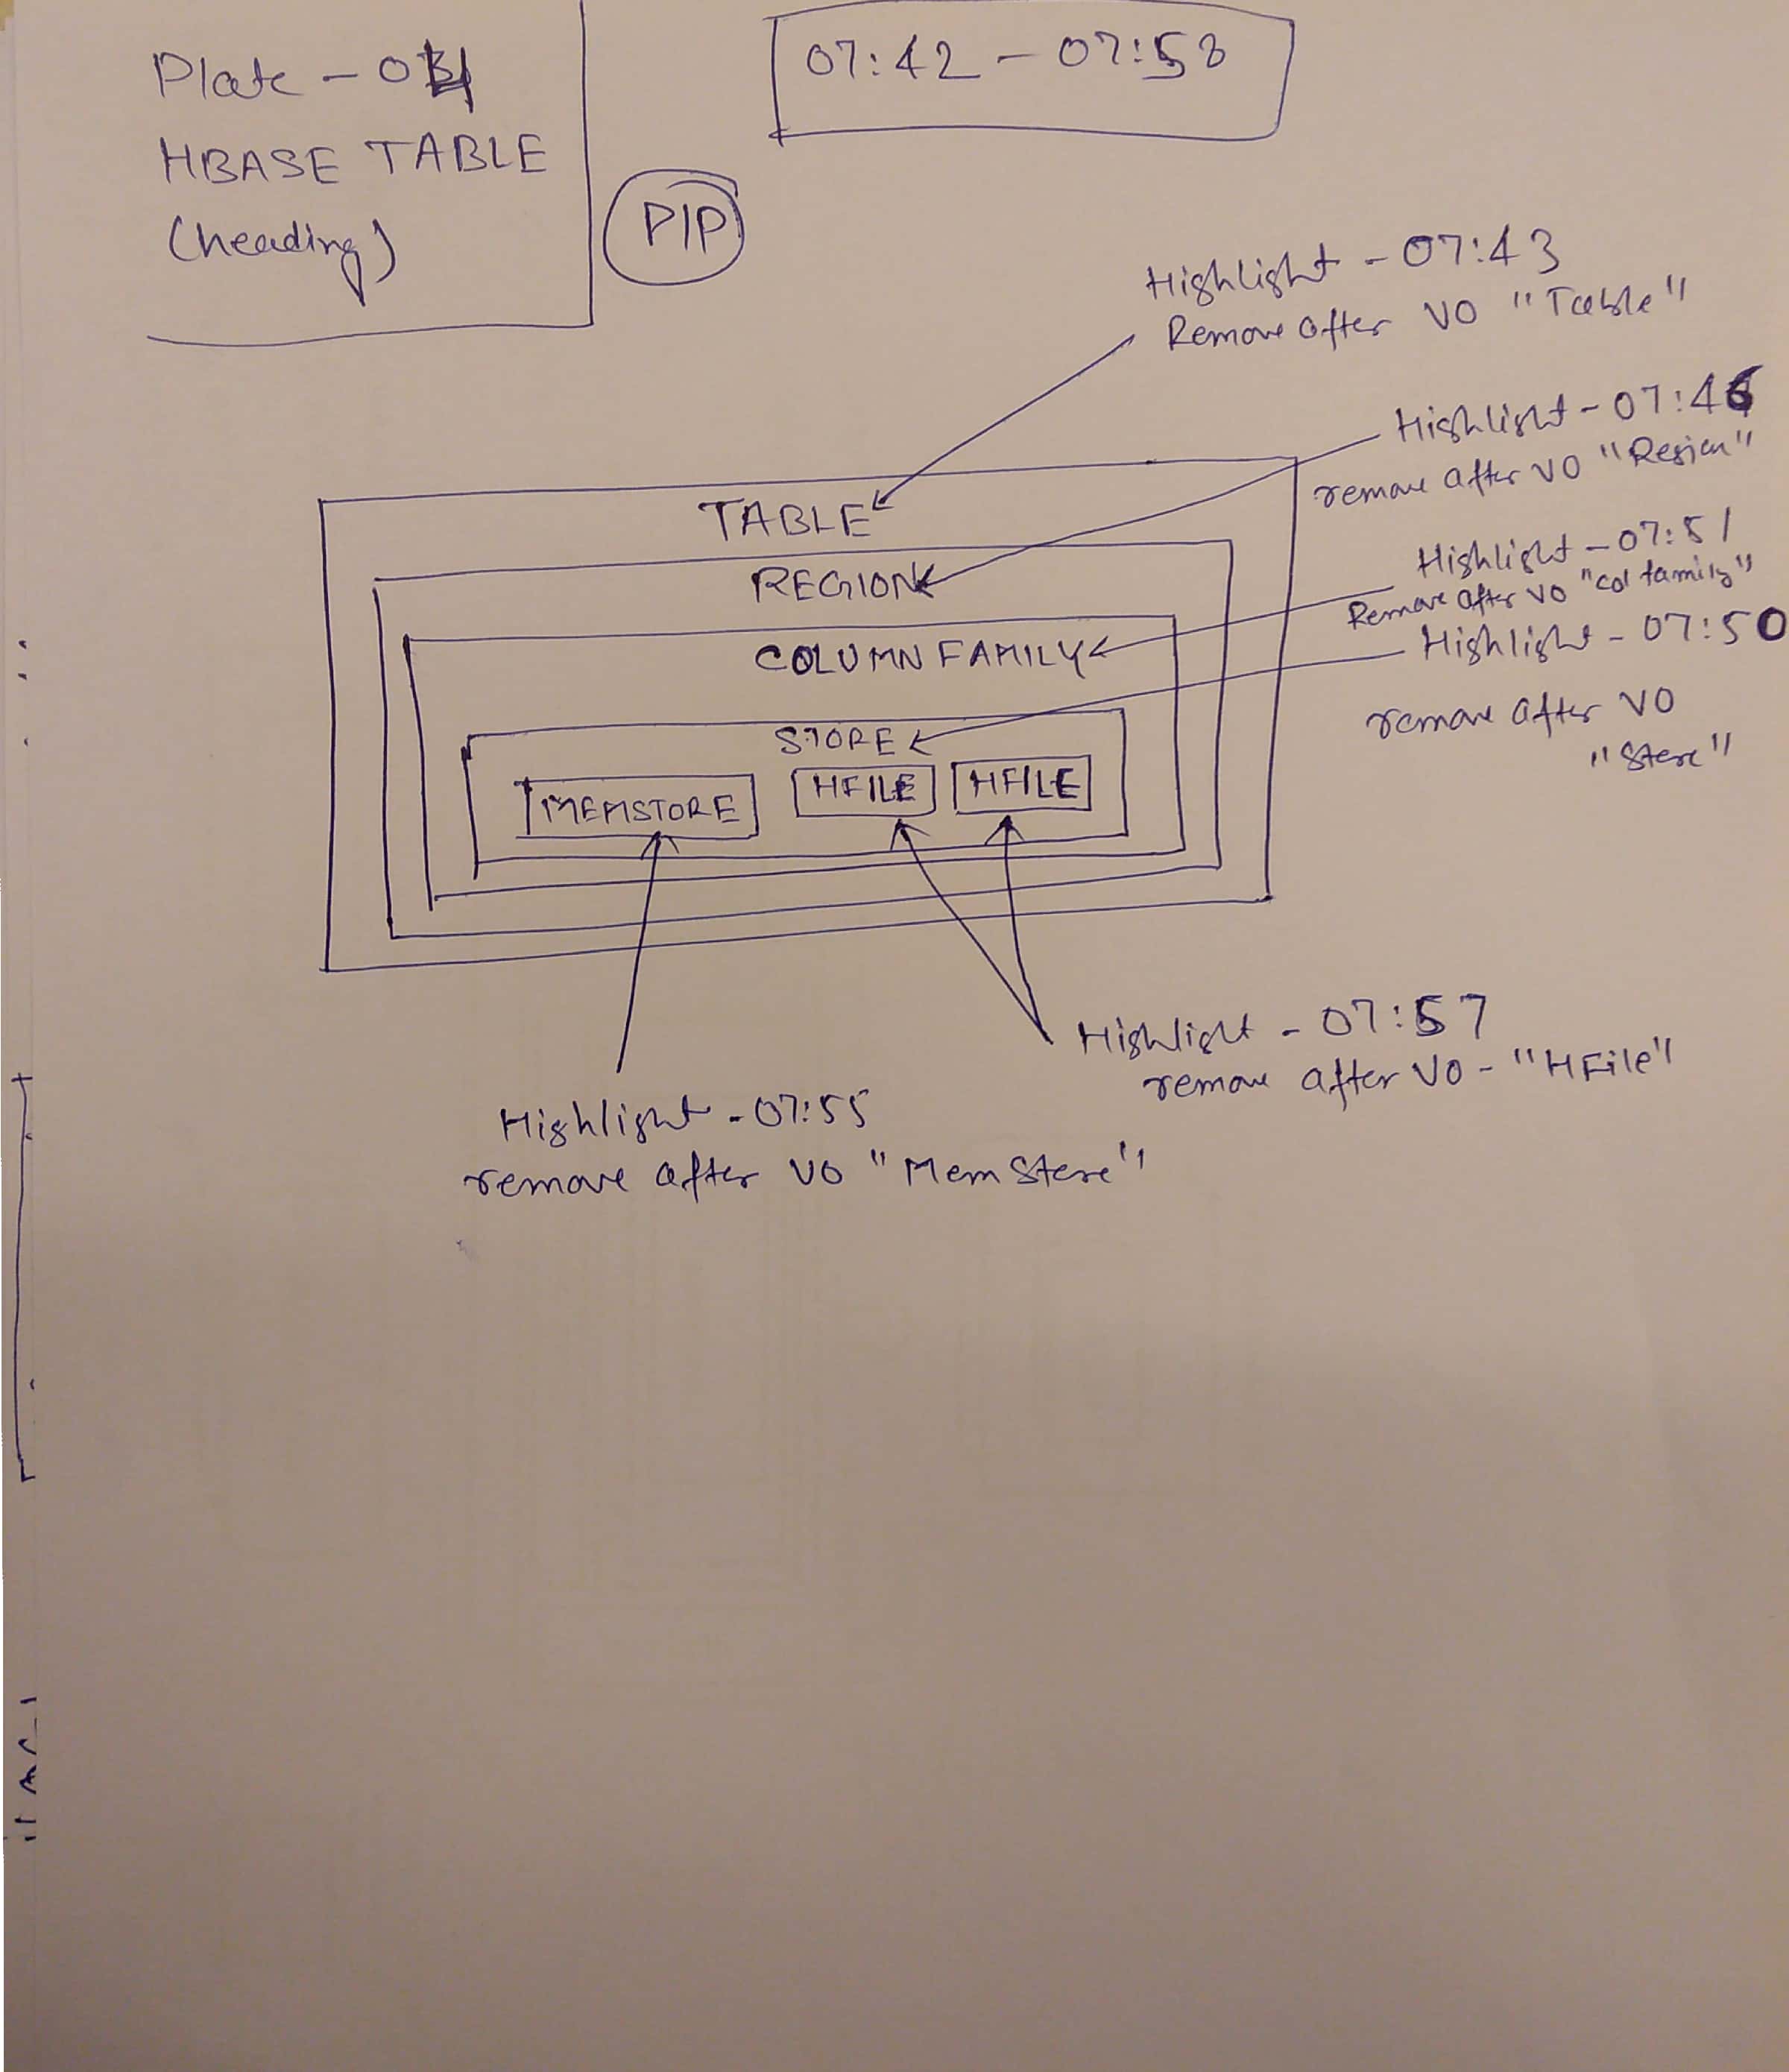 Plate - 04
HBASE TABLE
(heading)
07:42 - 07:58
PIP
Highlight - 07:43
Remove after VO "Table"
Highlight - 07:46
remove after VO "Region"
Highlight - 07:51
Remove after VO "col family"
Highlight - 07:50
remove after VO
"Store"
TABLE
REGION
COLUMN FAMILY
STORE
MEMSTORE HFILE HFILE
Highlight - 07:57
remove after VO - "HFile"
Highlight - 07:55
remove after VO "MemStore"